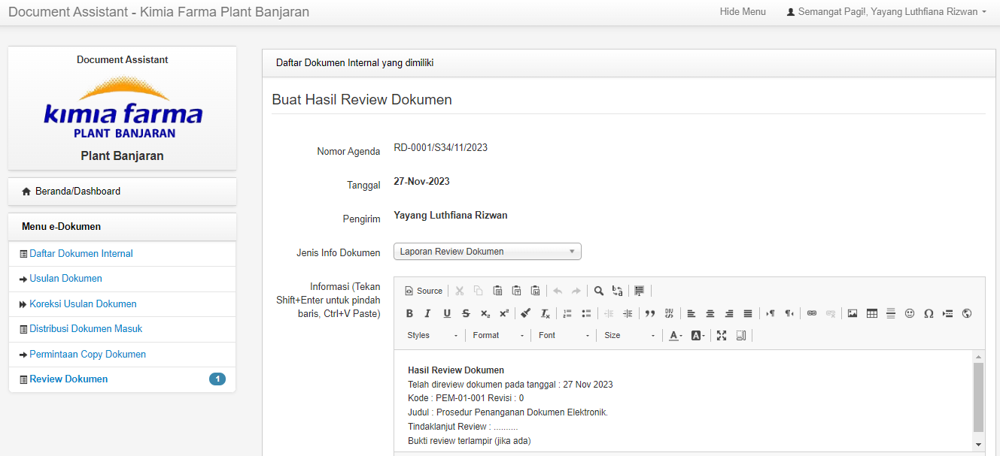 Document Assistant - Kimia Farma Plant Banjaran
Hide Menu
Semangat Pagi!, Yayang Luthfiana Rizwan
Document Assistant
kimia farma
PLANT BANJARAN
Plant Banjaran
Beranda/Dashboard
Menu e-Dokumen
Daftar Dokumen Internal
Usulan Dokumen
Koreksi Usulan Dokumen
Distribusi Dokumen Masuk
Permintaan Copy Dokumen
Review Dokumen 1
Daftar Dokumen Internal yang dimiliki
Buat Hasil Review Dokumen
Nomor Agenda RD-0001/S34/11/2023
Tanggal 27-Nov-2023
Pengirim Yayang Luthfiana Rizwan
Jenis Info Dokumen Laporan Review Dokumen
Informasi (Tekan
Shift+Enter untuk pindah
baris, Ctrl+V Paste)
Source
B I U S x₂ x² Tx
Styles Format Font Size A A
Hasil Review Dokumen
Telah direview dokumen pada tanggal : 27 Nov 2023
Kode : PEM-01-001 Revisi : 0
Judul : Prosedur Penanganan Dokumen Elektronik.
Tindaklanjut Review : ..........
Bukti review terlampir (jika ada)